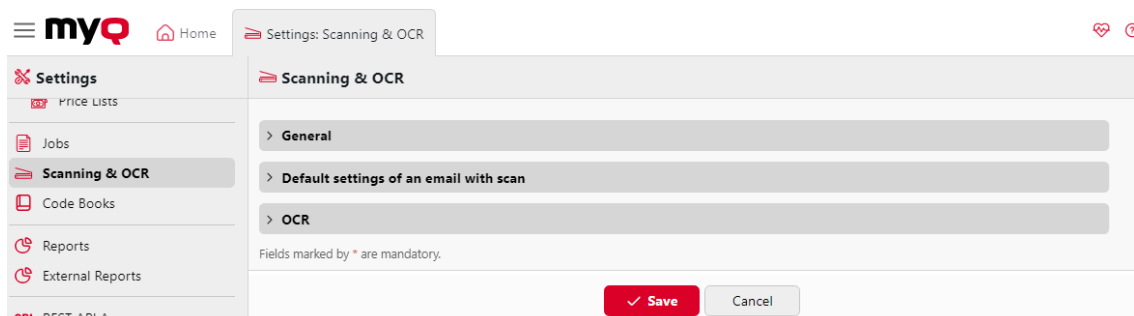 myQ
Home
Settings: Scanning & OCR
Settings
Scanning & OCR
Price Lists
General
Jobs
Scanning & OCR
Default settings of an email with scan
Code Books
OCR
Reports
Fields marked by * are mandatory.
External Reports
Save
Cancel